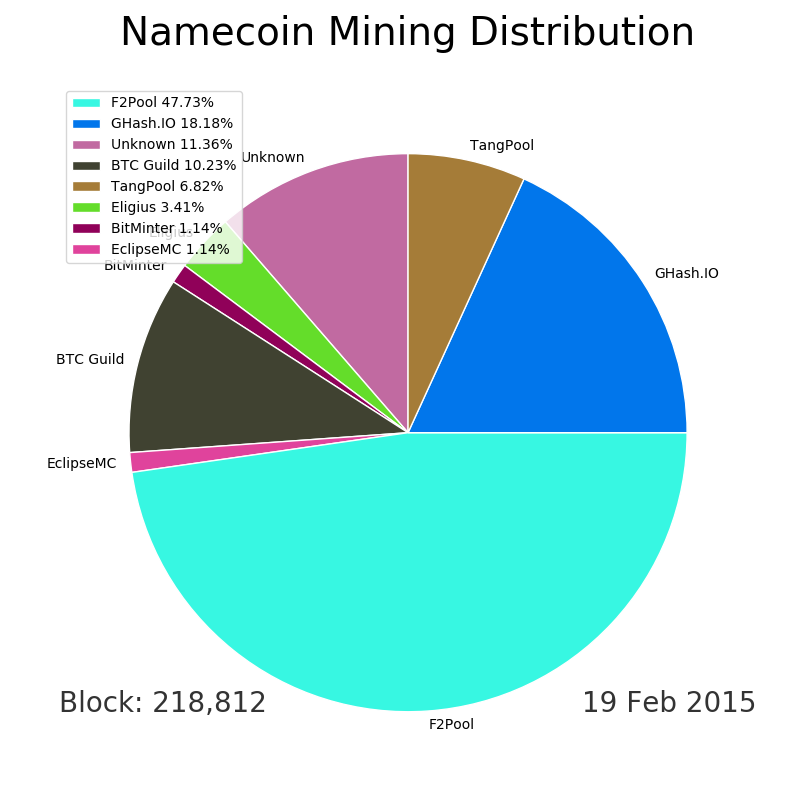 Namecoin Mining Distribution
F2Pool 47.73%
GHash.IO 18.18%
Unknown 11.36%
BTC Guild 10.23%
TangPool 6.82%
Eligius 3.41%
BitMinter 1.14%
EclipseMC 1.14%
Unknown
TangPool
GHash.IO
Eligius
BitMinter
BTC Guild
EclipseMC
F2Pool
Block: 218,812
19 Feb 2015